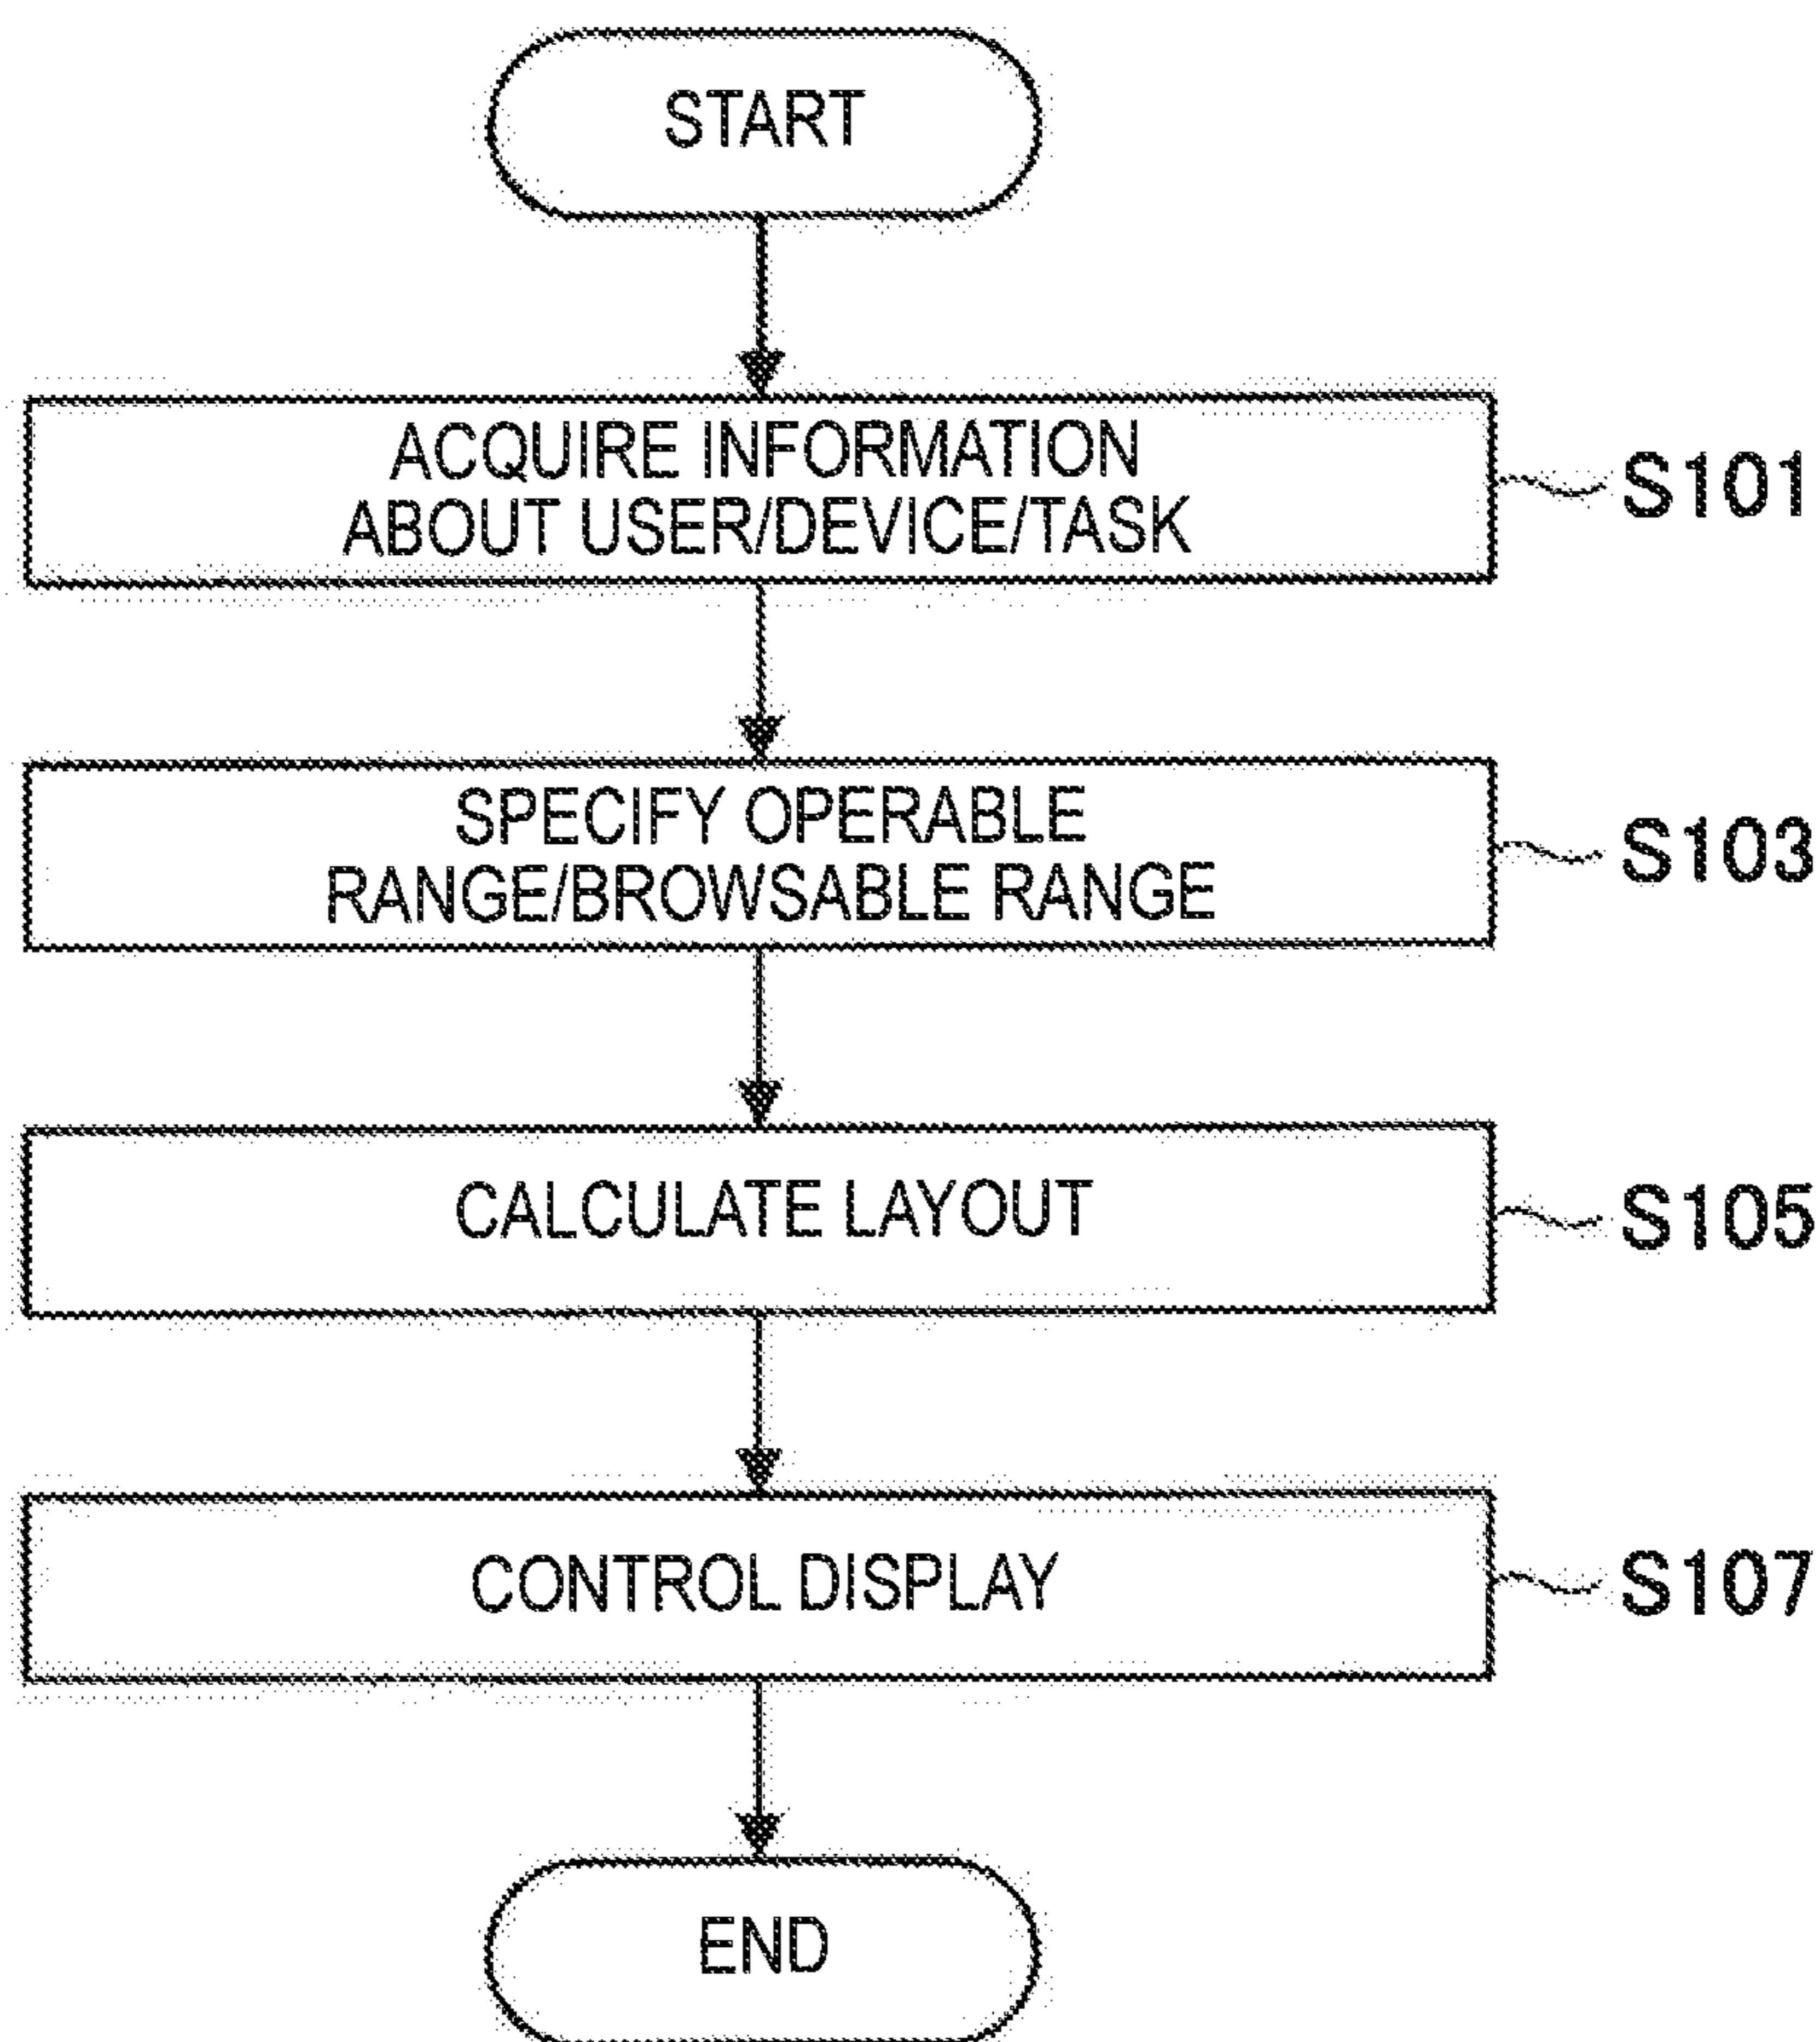 START
ACQUIRE INFORMATION
ABOUT USER/DEVICE/TASK
S101
SPECIFY OPERABLE
RANGE/BROWSABLE RANGE
S103
CALCULATE LAYOUT
S105
CONTROL DISPLAY
S107
END